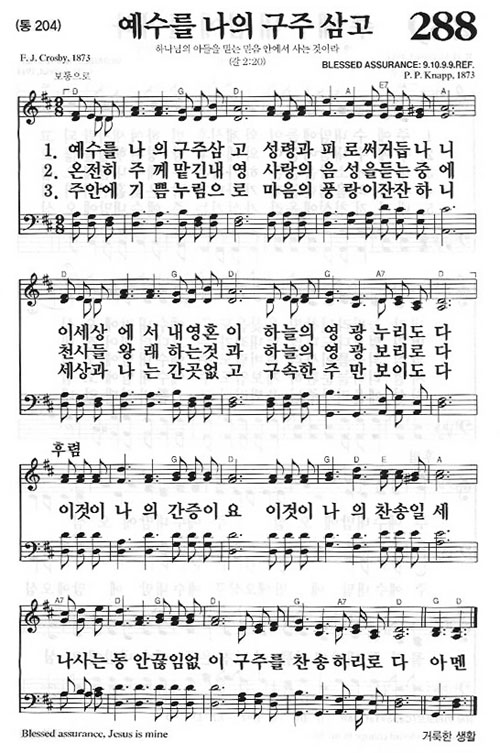 (통 204) 예수를 나의 구주 삼고 288
하나님의 아들을 믿는 믿음 안에서 사는 것이라
(갈 2:20)
F. J. Crosby, 1873
BLESSED ASSURANCE: 9.10.9.9.REF.
보통으로
P. P. Knapp, 1873
D G D A E7 A
1. 예수를 나 의구주삼 고 성령과 피 로써거듭 나 니
2. 온전히 주 께맡긴내 영 사랑의 음 성을듣는 중 에
3. 주안에 기 쁨누림으 로 마음의 풍 랑이잔잔 하 니
D G D G A7 D
이세상 에 서내영혼 이 하늘의 영 광누리 도 다
천사들 왕 래하는것 과 하늘의 영 광보리 로 다
세상과 나 는간곳없 고 구속한 주 만보이 도 다
후렴
D G D A E7 A
이것이 나 의간증이 요 이것이 나 의찬송일 세
A7 D G D A7 D G D
나사는 동 안끊임없 이 구주를 찬 송하리 로 다 아멘
Blessed assurance, Jesus is mine
거룩한 생활